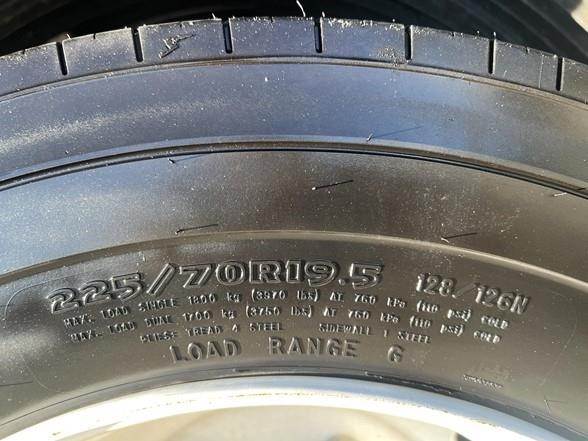 225/70R19.5 128/126N
MAX. LOAD SINGLE 1800 kg (3970 lbs) AT 760 kPa (110 psi) COLD
MAX. LOAD DUAL 1700 kg (3750 lbs) AT 760 kPa (110 psi) COLD
PLIES: TREAD 4 STEEL SIDEWALL 1 STEEL
LOAD RANGE G